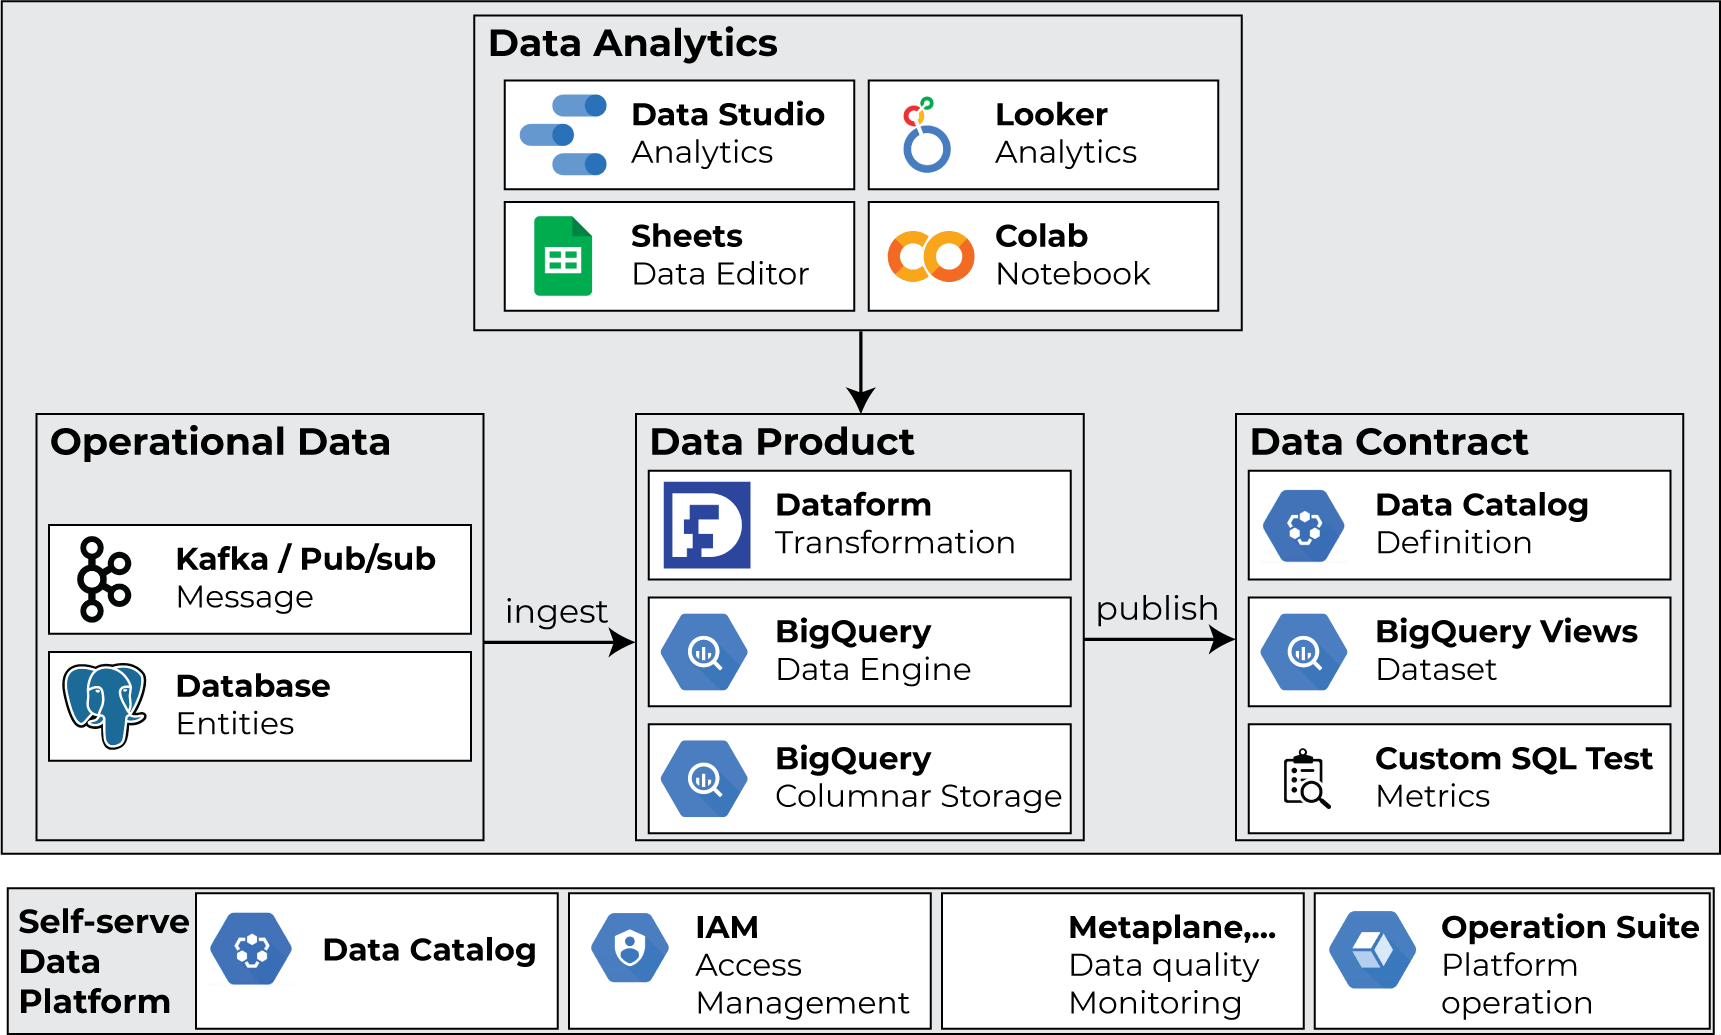 Data Analytics
Data Studio
Analytics
Looker
Analytics
Sheets
Data Editor
Colab
Notebook
Operational Data
Kafka / Pub/sub
Message
Database
Entities
ingest
Data Product
Dataform
Transformation
BigQuery
Data Engine
BigQuery
Columnar Storage
publish
Data Contract
Data Catalog
Definition
BigQuery Views
Dataset
Custom SQL Test
Metrics
Self-serve
Data
Platform
Data Catalog
IAM
Access
Management
Metaplane,...
Data quality
Monitoring
Operation Suite
Platform
operation